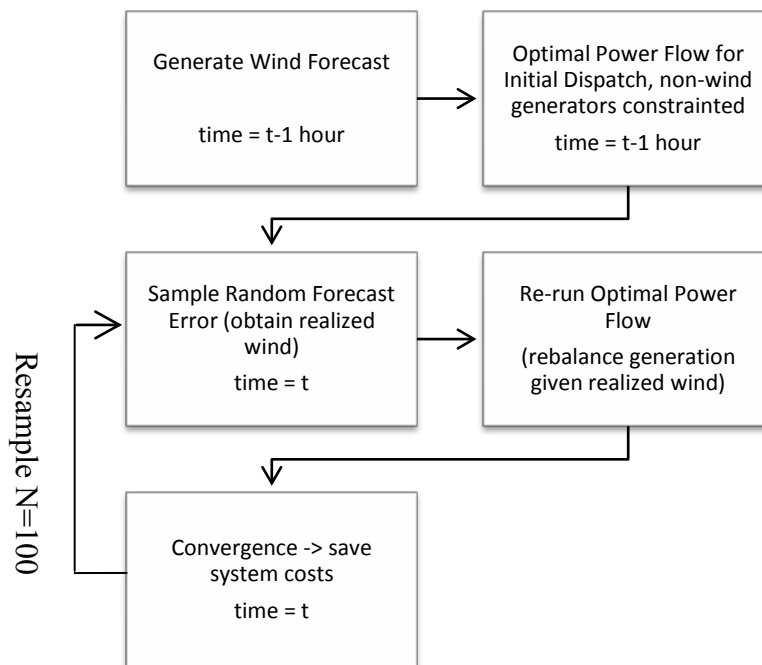 Generate Wind Forecast
time = t-1 hour
Optimal Power Flow for
Initial Dispatch, non-wind
generators constrainted
time = t-1 hour
Sample Random Forecast
Error (obtain realized
wind)
time = t
Re-run Optimal Power
Flow
(rebalance generation
given realized wind)
Resample N=100
Convergence -> save
system costs
time = t